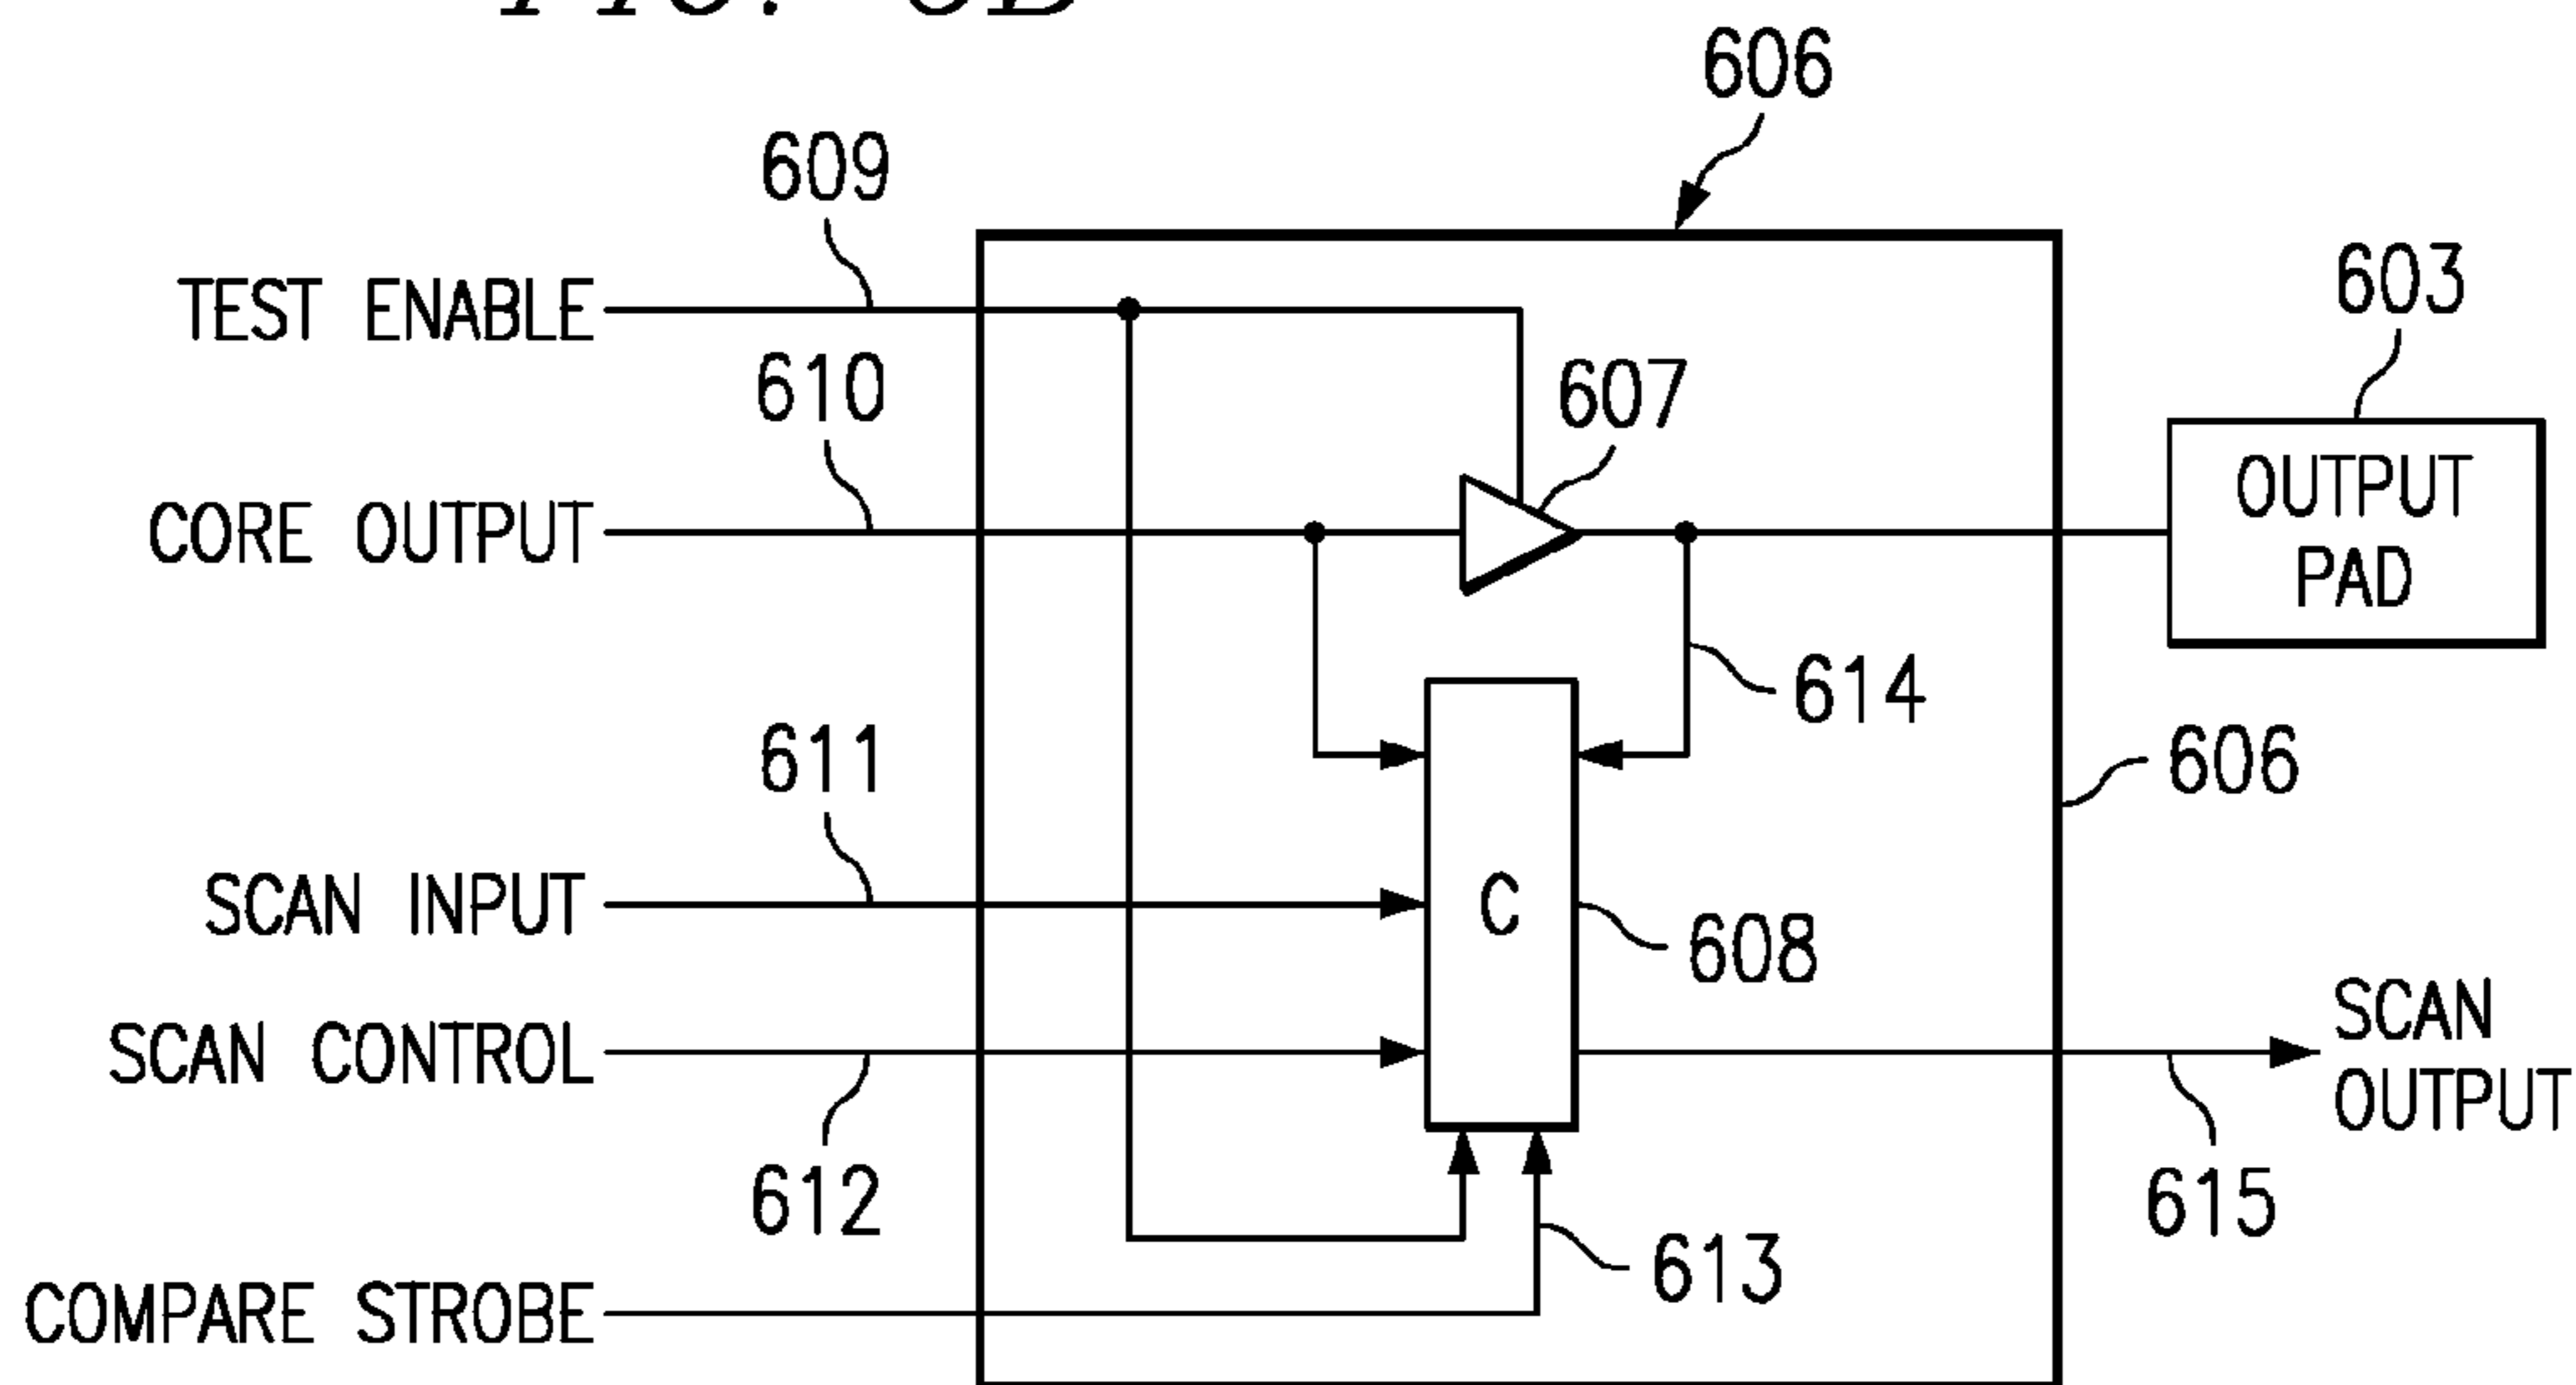 606
609
TEST ENABLE
603
610
607
CORE OUTPUT
OUTPUT
PAD
614
611
606
SCAN INPUT
C
608
SCAN CONTROL
SCAN
OUTPUT
612
615
613
COMPARE STROBE